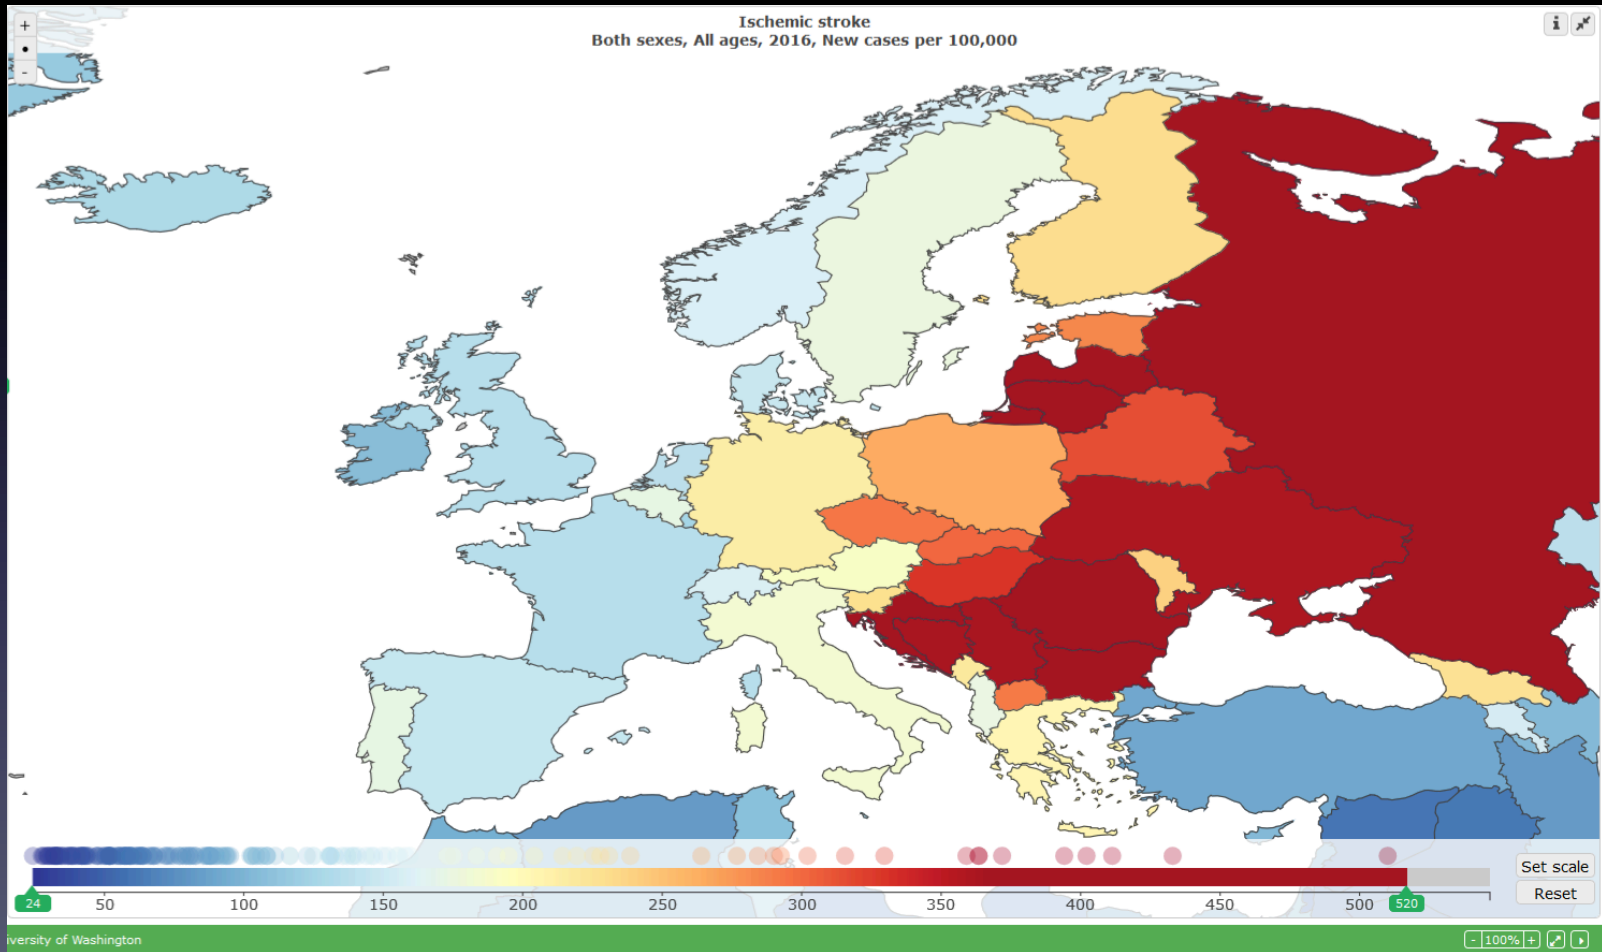 +
Ischemic stroke
i
Both sexes, All ages, 2016, New cases per 100,000
-
Set scale
24 50 100 150 200 250 300 350 400 450 500 520
Reset
iversity of Washington
- 100% +